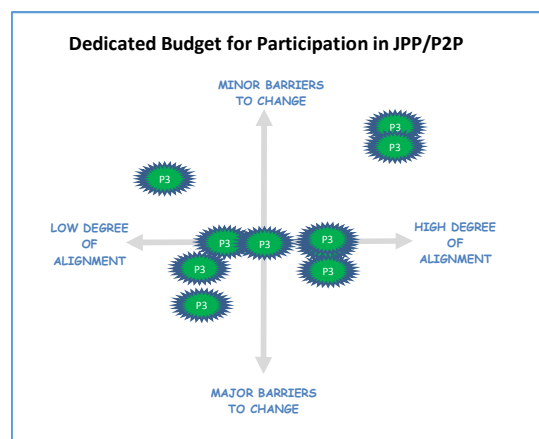 Dedicated Budget for Participation in JPP/P2P
MINOR BARRIERS
TO CHANGE
P3
P3
P3
LOW DEGREE
OF
ALIGNMENT
P3
P3
P3
HIGH DEGREE
OF
ALIGNMENT
P3
P3
P3
MAJOR BARRIERS
TO CHANGE